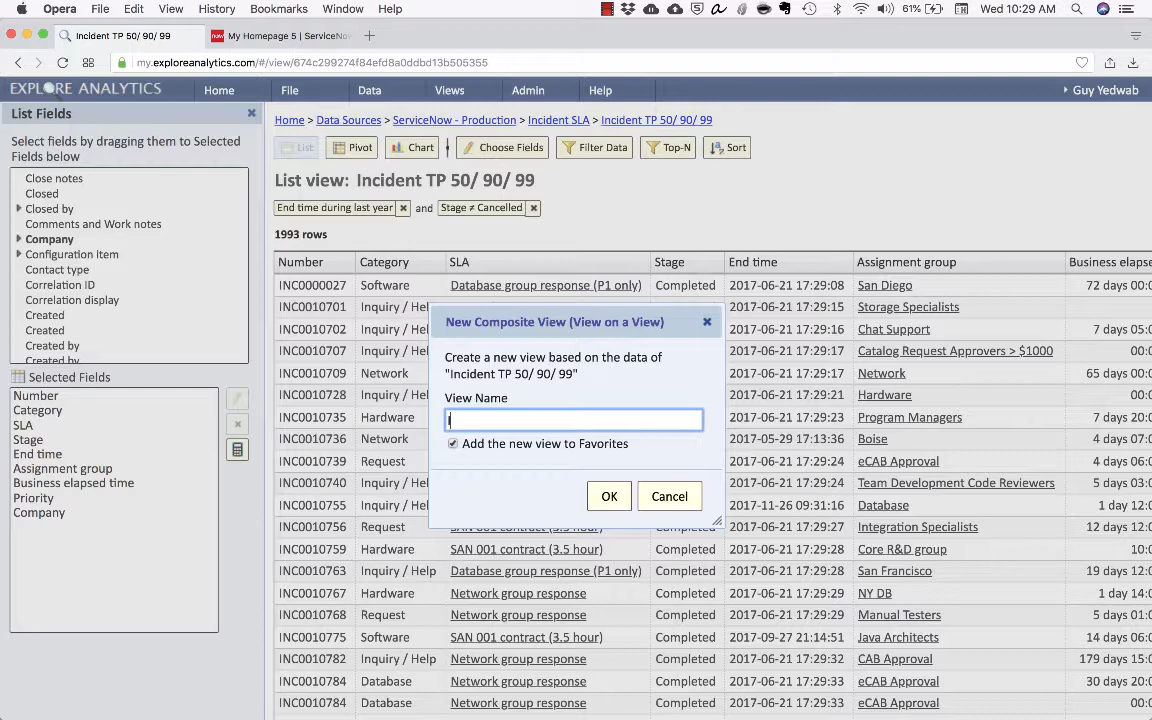 Opera File Edit View History Bookmarks Window Help 61% Wed 10:29 AM
Incident TP 50/ 90/ 99 now My Homepage 5 | ServiceNo
my.exploreanalytics.com/#/view/674c299274f84efd8a0ddbd13b505355
EXPLORE ANALYTICS Home File Data Views Admin Help Guy Yedwab
List Fields
Select fields by dragging them to Selected
Fields below
Close notes
Closed
Closed by
Comments and Work notes
Company
Configuration item
Contact type
Correlation ID
Correlation display
Created
Created
Created by
Created by
Selected Fields
Number
Category
SLA
Stage
End time
Assignment group
Business elapsed time
Priority
Company
Home > Data Sources > ServiceNow - Production > Incident SLA > Incident TP 50/ 90/ 99
List Pivot Chart Choose Fields Filter Data Top-N Sort
List view: Incident TP 50/ 90/ 99
End time during last year and Stage ≠ Cancelled
1993 rows
Number Category SLA Stage End time Assignment group Business elapse
INC0000027 Software Database group response (P1 only) Completed 2017-06-21 17:29:08 San Diego 72 days 00:
INC0010701 Inquiry / Hel 2017-06-21 17:29:15 Storage Specialists
INC0010702 Inquiry / Hel 2017-06-21 17:29:16 Chat Support 7 days 05:
INC0010707 Inquiry / Hel 2017-06-21 17:29:17 Catalog Request Approvers > $1000 00:
INC0010709 Network 2017-06-21 17:29:17 Network 65 days 00:
INC0010728 Inquiry / Hel 2017-06-21 17:29:22 Hardware 00:
INC0010735 Hardware 2017-06-21 17:29:23 Program Managers 7 days 20:
INC0010736 Network 2017-05-29 17:13:36 Boise 4 days 07:
INC0010739 Request 2017-06-21 17:29:24 eCAB Approval 4 days 06:
INC0010740 Inquiry / Hel 2017-06-21 17:29:24 Team Development Code Reviewers 5 days 03:
INC0010755 Inquiry / Hel 2017-11-26 09:31:16 Database 1 day 12:
INC0010756 Request Completed 2017-06-21 17:29:27 Integration Specialists 12 days 12:
INC0010759 Hardware SAN 001 contract (3.5 hour) Completed 2017-06-21 17:29:28 Core R&D group 10:
INC0010763 Inquiry / Help Database group response (P1 only) Completed 2017-06-21 17:29:28 San Francisco 19 days 12:
INC0010767 Hardware Network group response Completed 2017-06-21 17:29:29 NY DB 1 day 14:
INC0010768 Request Network group response Completed 2017-06-21 17:29:29 Manual Testers 5 days 01:
INC0010775 Software SAN 001 contract (3.5 hour) Completed 2017-09-27 21:14:51 Java Architects 14 days 06:
INC0010782 Inquiry / Help Network group response Completed 2017-06-21 17:29:32 CAB Approval 179 days 15:
INC0010784 Database Network group response Completed 2017-06-21 17:29:33 eCAB Approval 30 days 20:
INC0010784 Database Network group response Completed 2017-06-21 17:29:33 eCAB Approval 00:
New Composite View (View on a View)
Create a new view based on the data of
"Incident TP 50/ 90/ 99"
View Name
I
Add the new view to Favorites
OK Cancel